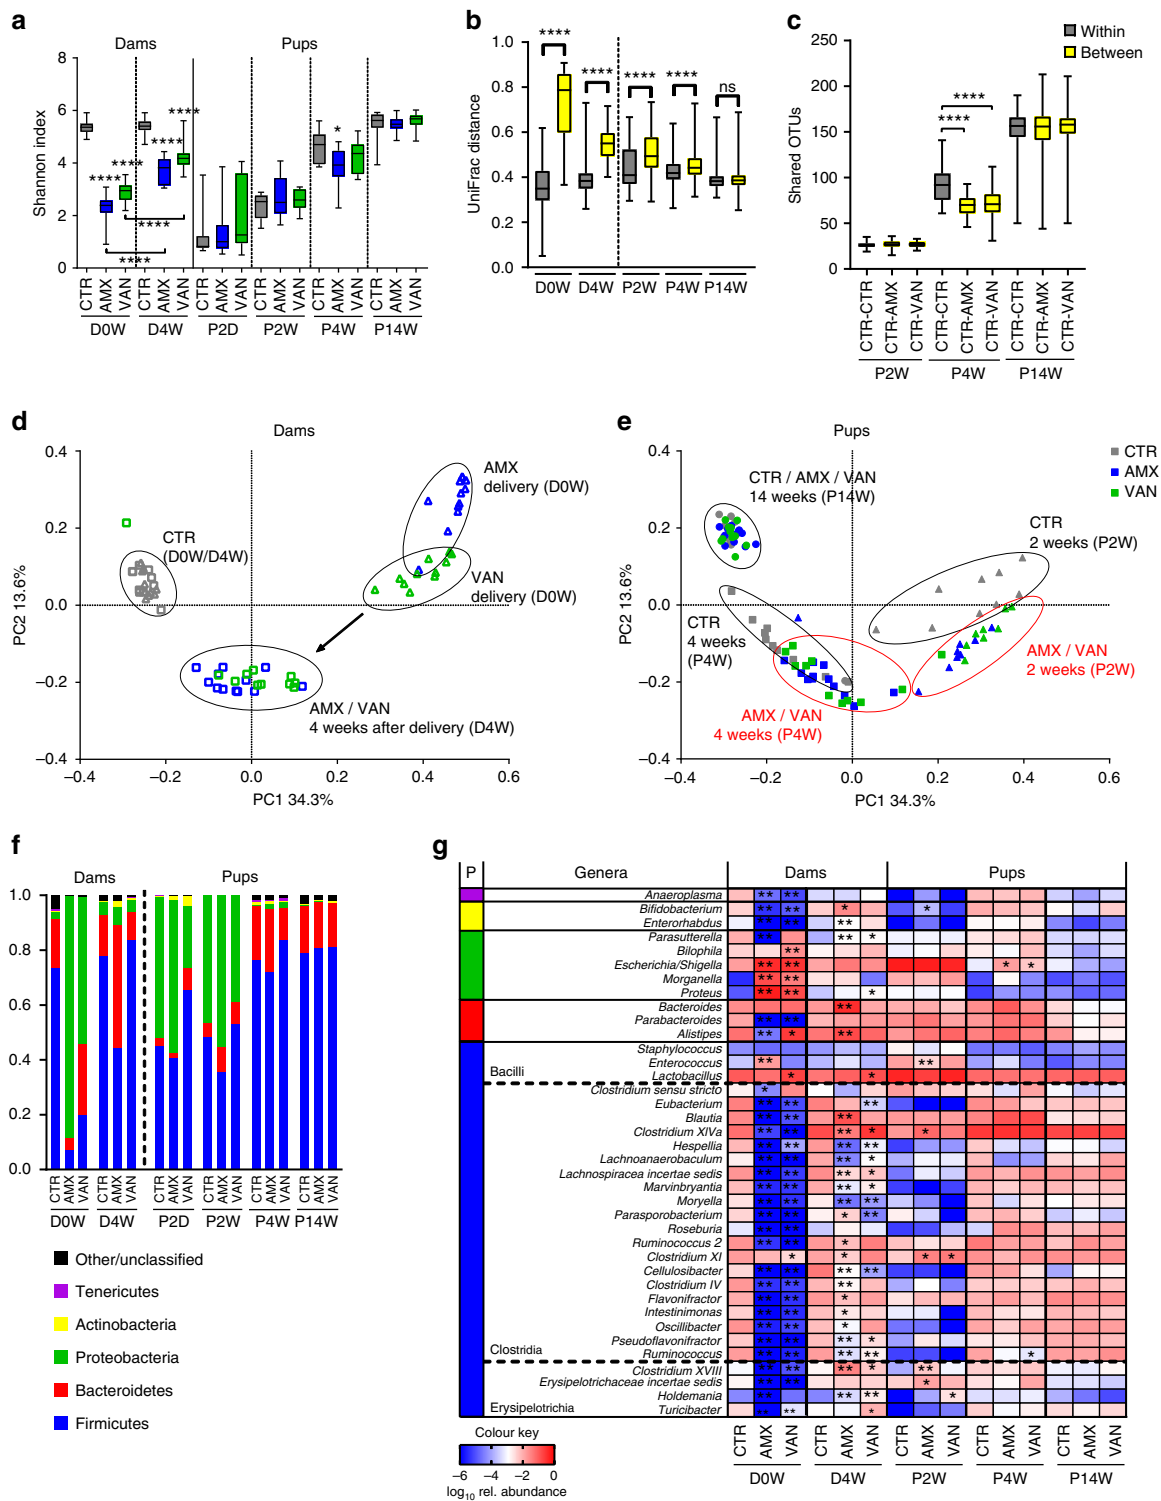 a
Dams Pups
Shannon index
8
6
4
2
0
**** **** **** **** *
****
****
CTR AMX VAN CTR AMX VAN CTR AMX VAN CTR AMX VAN CTR AMX VAN CTR AMX VAN
D0W D4W P2D P2W P4W P14W
b
UniFrac distance
1.0
0.8
0.6
0.4
0.2
0.0
**** **** **** **** ns
D0W D4W P2W P4W P14W
c
Within
Between
Shared OTUs
250
200
150
100
50
0
****
****
CTR-CTR CTR-AMX CTR-VAN CTR-CTR CTR-AMX CTR-VAN CTR-CTR CTR-AMX CTR-VAN
P2W P4W P14W
d
Dams
PC2 13.6%
0.4
0.2
0.0
−0.2
−0.4
−0.4 −0.2 0.0 0.2 0.4 0.6
PC1 34.3%
AMX
delivery (D0W)
CTR
(D0W/D4W)
VAN
delivery (D0W)
AMX / VAN
4 weeks after delivery (D4W)
e
Pups
CTR
AMX
VAN
PC2 13.6%
0.4
0.2
0.0
−0.2
−0.4
−0.4 −0.2 0.0 0.2 0.4 0.6
PC1 34.3%
CTR / AMX / VAN
14 weeks (P14W)
CTR
2 weeks (P2W)
CTR
4 weeks
(P4W)
AMX / VAN
2 weeks (P2W)
AMX / VAN
4 weeks (P4W)
f
Dams Pups
1.0
0.8
0.6
0.4
0.2
0.0
CTR AMX VAN CTR AMX VAN CTR AMX VAN CTR AMX VAN CTR AMX VAN CTR AMX VAN
D0W D4W P2D P2W P4W P14W
Other/unclassified
Tenericutes
Actinobacteria
Proteobacteria
Bacteroidetes
Firmicutes
g
P Genera Dams Pups
Anaeroplasma ** **
Bifidobacterium ** ** * *
Enterorhabdus ** ** **
Parasutterella ** ** *
Bilophila **
Escherichia/Shigella ** ** * *
Morganella ** **
Proteus ** ** *
Bacteroides **
Parabacteroides ** **
Alistipes ** * **
Staphylococcus
Enterococcus ** **
Bacilli
Lactobacillus * *
Clostridium sensu stricto *
Eubacterium ** ** **
Blautia ** ** **
Clostridium XIVa ** ** ** * *
Hespellia ** ** ** **
Lachnoanaerobaculum ** ** ** *
Lachnospiracea incertae sedis ** ** * *
Marvinbryantia ** ** ** *
Moryella ** ** ** **
Parasporobacterium ** ** * **
Roseburia ** **
Ruminococcus 2 ** ** *
Clostridium XI * * * *
Cellulosibacter ** ** ** **
Clostridium IV ** ** **
Flavonifractor ** ** *
Intestinimonas ** ** *
Oscillibacter ** ** *
Pseudoflavonifractor ** ** ** *
Clostridia
Ruminococcus ** ** ** ** *
Clostridium XVIII ** ** ** * **
Erysipelotrichaceae incertae sedis ** ** *
Holdemania ** ** ** *
Erysipelotrichia
Turicibacter ** ** *
CTR AMX VAN CTR AMX VAN CTR AMX VAN CTR AMX VAN CTR AMX VAN
D0W D4W P2W P4W P14W
Colour key
−6 −4 −2 0
log10 rel. abundance